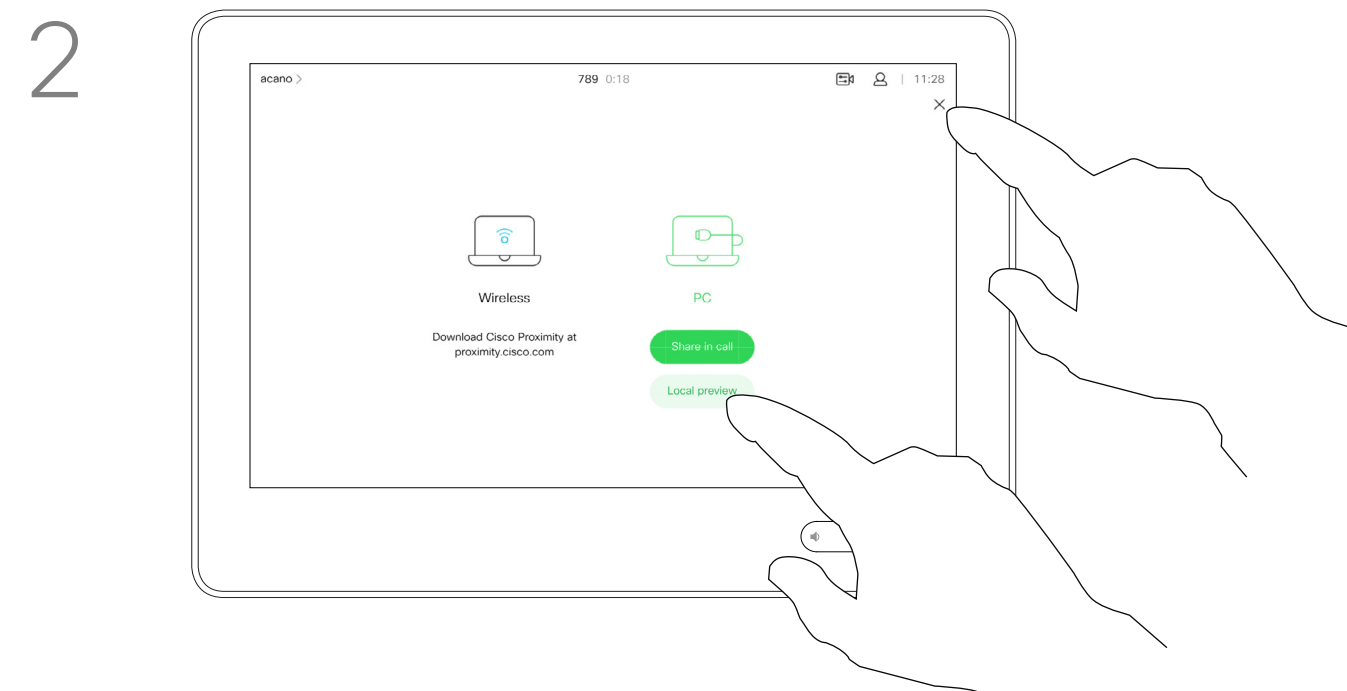 2
acano >
789 0:18
11:28
Wireless
PC
Download Cisco Proximity at
proximity.cisco.com
Share in call
Local preview